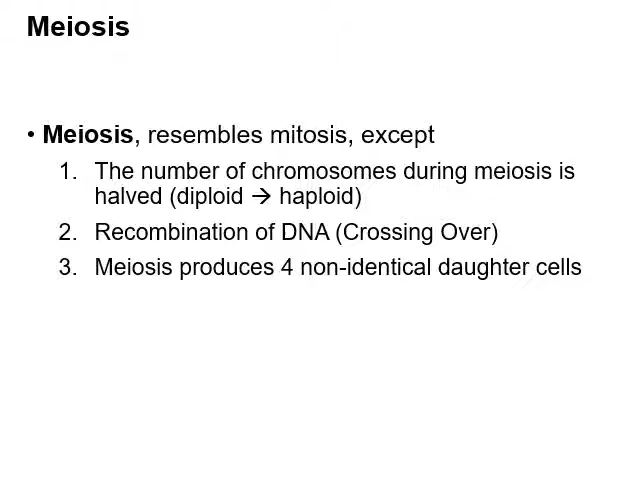 Meiosis
• Meiosis, resembles mitosis, except
1. The number of chromosomes during meiosis is
halved (diploid → haploid)
2. Recombination of DNA (Crossing Over)
3. Meiosis produces 4 non-identical daughter cells